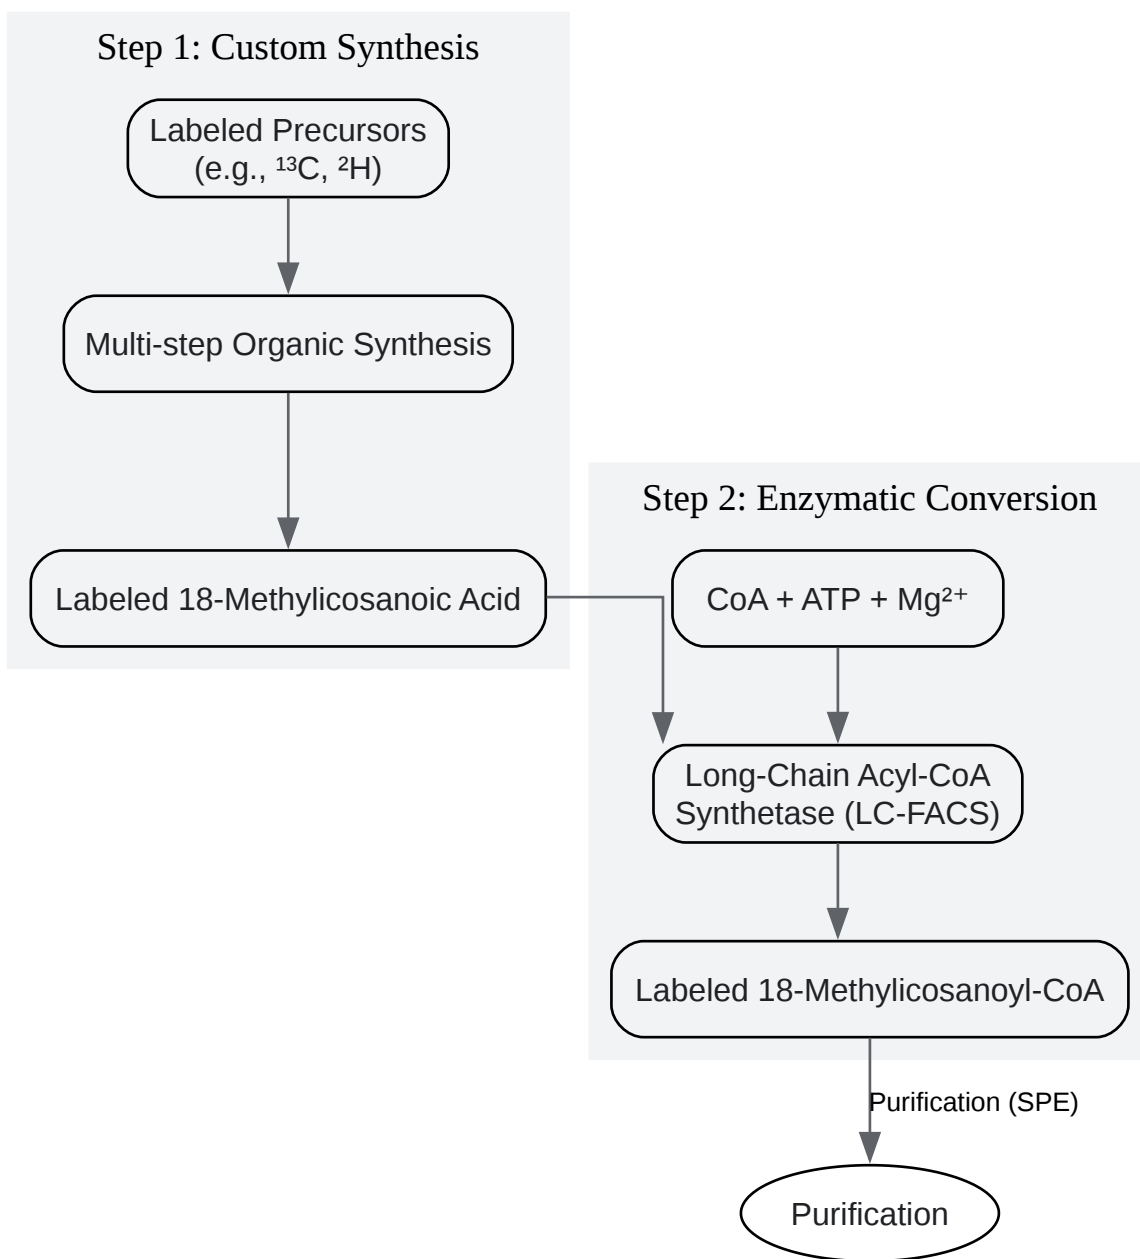 Step 1: Custom Synthesis
Labeled Precursors
(e.g., ¹³C, ²H)
Multi-step Organic Synthesis
Labeled 18-Methylicosanoic Acid
Step 2: Enzymatic Conversion
CoA + ATP + Mg²⁺
Long-Chain Acyl-CoA
Synthetase (LC-FACS)
Labeled 18-Methylicosanoyl-CoA
Purification (SPE)
Purification